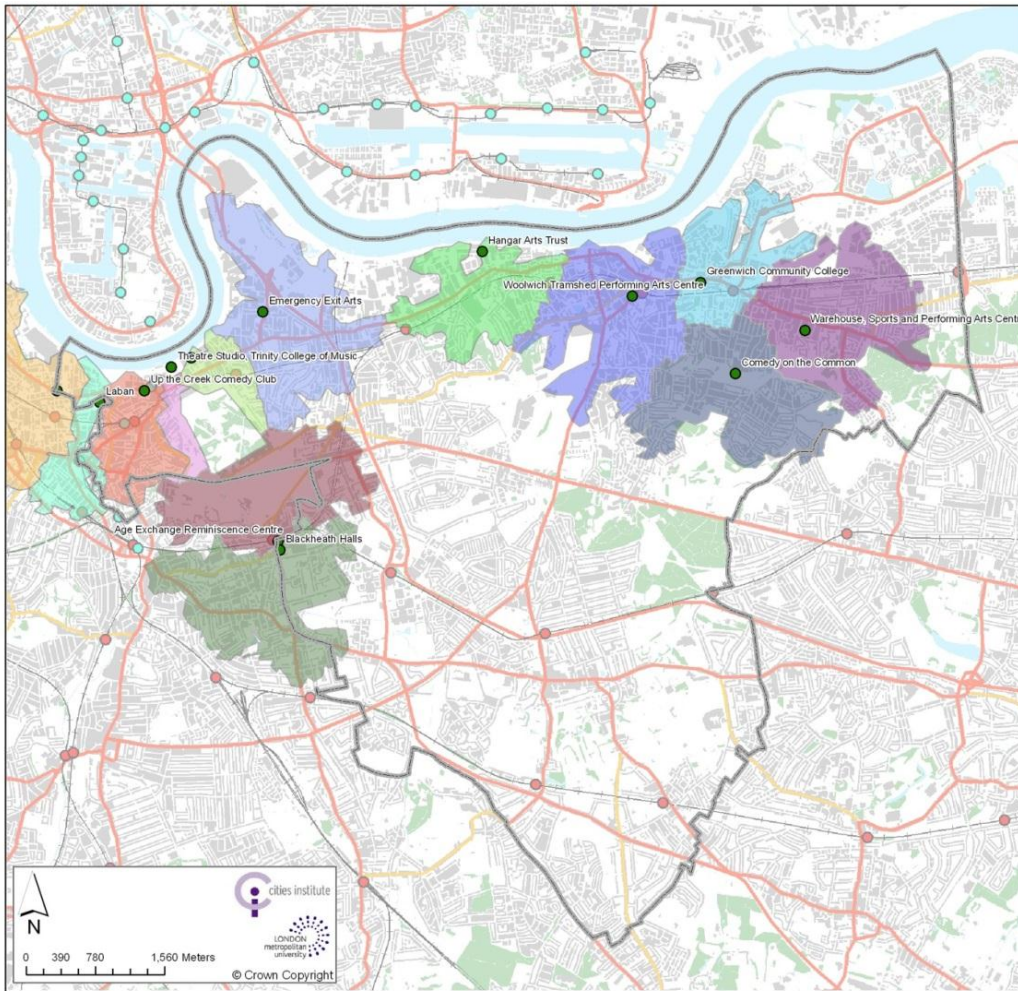 Hangar Arts Trust
Greenwich Community College
Woolwich Tramshed Performing Arts Centre
Emergency Exit Arts
Warehouse, Sports and Performing Arts Cent
Theatre Studio, Trinity College of Music
Comedy on the Common
Up the Creek Comedy Club
Laban
Age Exchange Reminiscence Centre
Blackheath Halls
cities institute
N
LONDON
metropolitan
university
0 390 780 1,560 Meters
© Crown Copyright